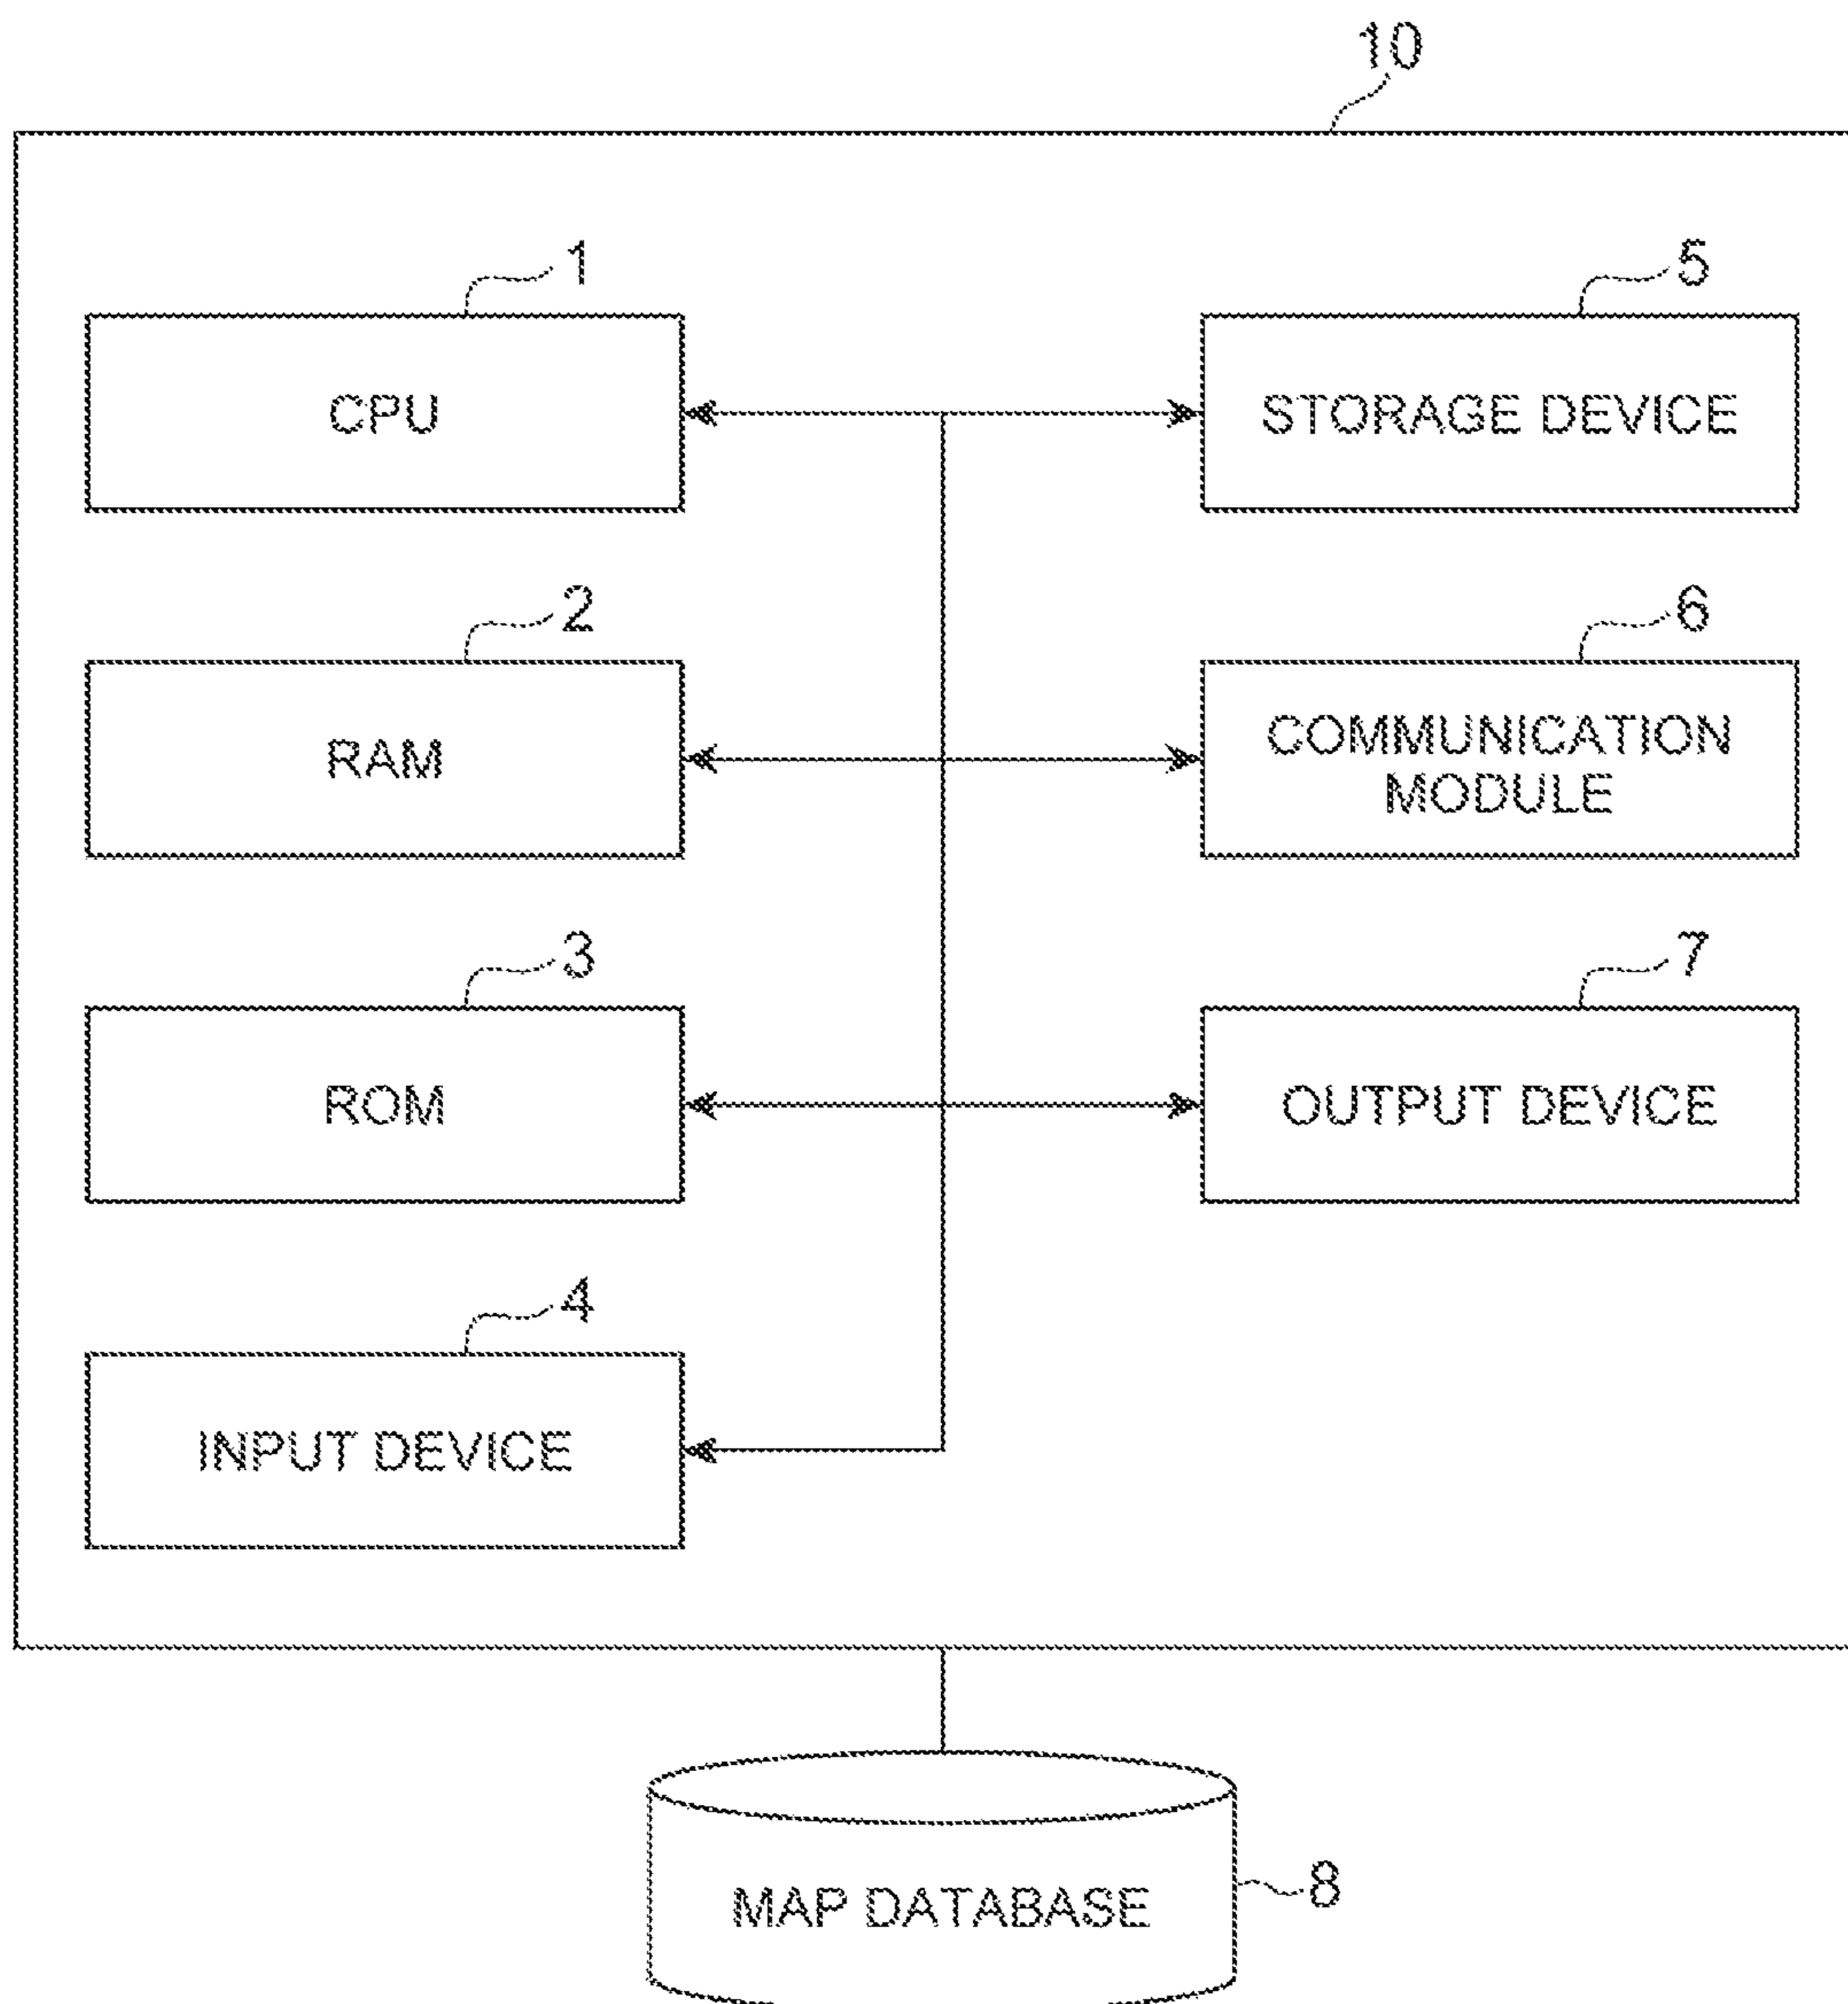 10
1
CPU
5
STORAGE DEVICE
2
RAM
6
COMMUNICATION
MODULE
3
ROM
7
OUTPUT DEVICE
4
INPUT DEVICE
MAP DATABASE
8